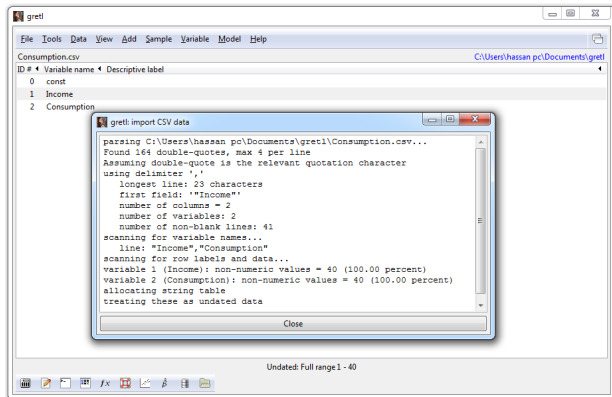 gretl
File Tools Data View Add Sample Variable Model Help
Consumption.csv C:\Users\hassan pc\Documents\gretl
ID # Variable name Descriptive label
0 const
1 Income
2 Consumption
gretl: import CSV data
parsing C:\Users\hassan pc\Documents\gretl\Consumption.csv...
Found 164 double-quotes, max 4 per line
Assuming double-quote is the relevant quotation character
using delimiter ','
longest line: 23 characters
first field: '"Income"'
number of columns = 2
number of variables: 2
number of non-blank lines: 41
scanning for variable names...
line: "Income","Consumption"
scanning for row labels and data...
variable 1 (Income): non-numeric values = 40 (100.00 percent)
variable 2 (Consumption): non-numeric values = 40 (100.00 percent)
allocating string table
treating these as undated data
Close
Undated: Full range 1 - 40
fx β